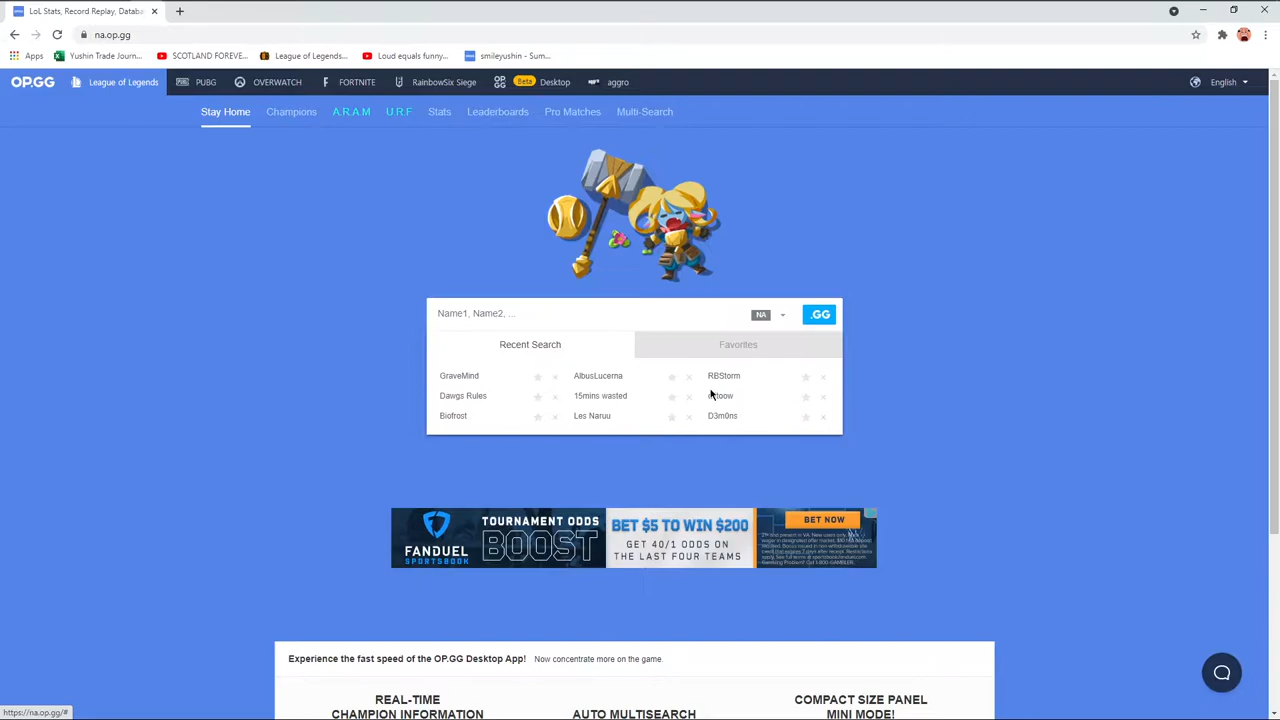 LoL Stats, Record Replay, Databa
na.op.gg
Apps Yushin Trade Journ... SCOTLAND FOREVE... League of Legends... Loud equals funny... smileyushin - Sum...
OP.GG League of Legends PUBG OVERWATCH FORTNITE RainbowSix Siege Beta Desktop aggro English
Stay Home Champions A.R.A.M U.R.F Stats Leaderboards Pro Matches Multi-Search
Name1, Name2, ... NA .GG
Recent Search Favorites
GraveMind AlbusLucerna RBStorm
Dawgs Rules 15mins wasted
Biofrost Les Naruu D3m0ns
FANDUEL
SPORTSBOOK
TOURNAMENT ODDS
BOOST
BET $5 TO WIN $200
GET 40/1 ODDS ON
THE LAST FOUR TEAMS
BET NOW
Experience the fast speed of the OP.GG Desktop App! Now concentrate more on the game
REAL-TIME
CHAMPION INFORMATION
AUTO MULTISEARCH
COMPACT SIZE PANEL
MINI MODE!
https://na.op.gg/#